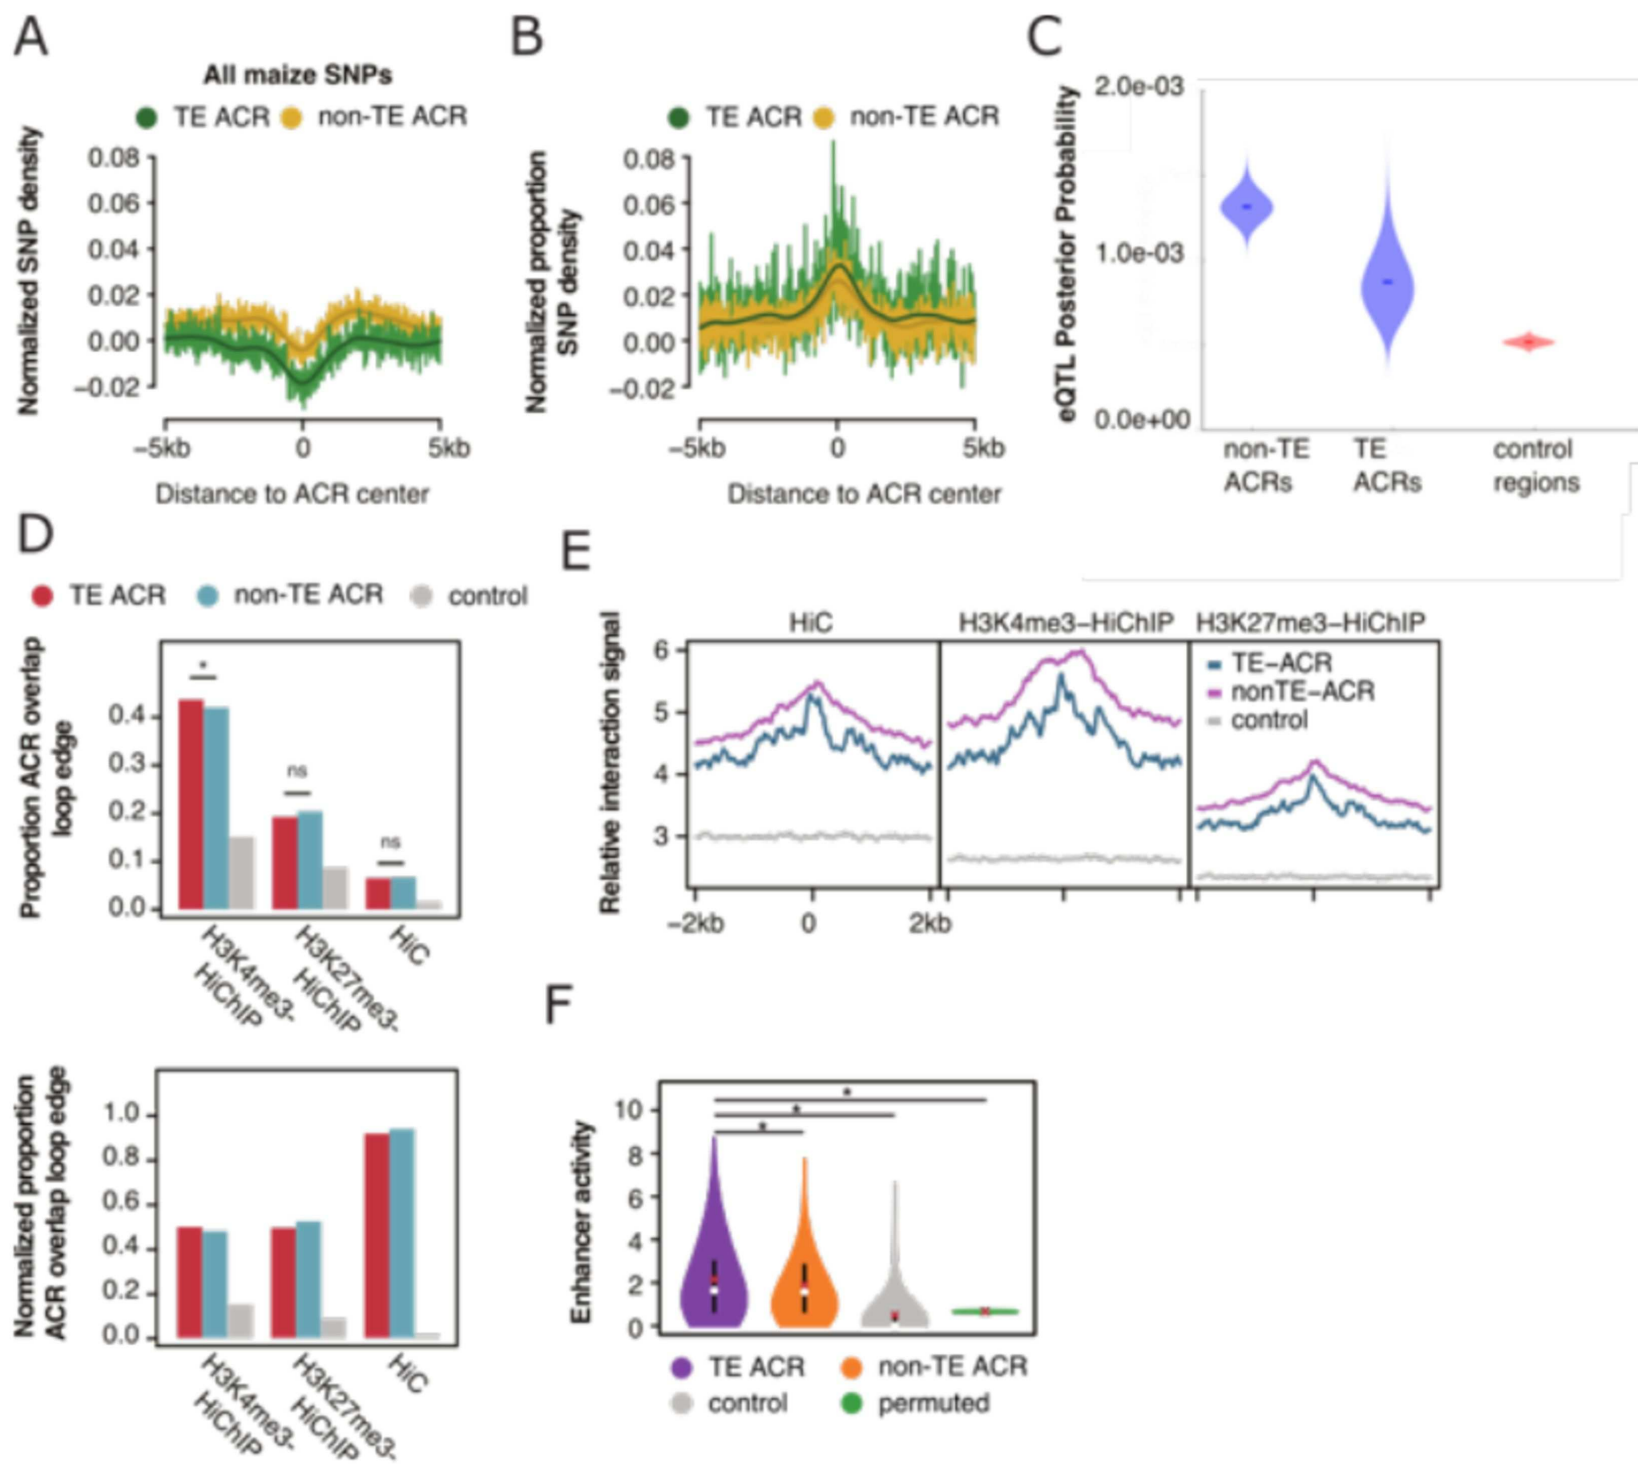 A
All maize SNPs
TE ACR non-TE ACR
Normalized SNP density
0.08
0.06
0.04
0.02
0.00
−0.02
−5kb 0 5kb
Distance to ACR center
B
TE ACR non-TE ACR
Normalized proportion
SNP density
0.08
0.06
0.04
0.02
0.00
−0.02
−5kb 0 5kb
Distance to ACR center
C
eQTL Posterior Probability
2.0e-03
1.0e-03
0.0e+00
non-TE
ACRs
TE
ACRs
control
regions
D
TE ACR non-TE ACR control
Proportion ACR overlap
loop edge
0.4
0.3
0.2
0.1
0.0
*
ns
ns
H3K4me3-
HiChIP
H3K27me3-
HiChIP
HiC
Normalized proportion
ACR overlap loop edge
1.0
0.8
0.6
0.4
0.2
0.0
H3K4me3-
HiChIP
H3K27me3-
HiChIP
HiC
E
HiC H3K4me3−HiChIP H3K27me3−HiChIP
Relative interaction signal
6
5
4
3
TE−ACR
nonTE−ACR
control
−2kb 0 2kb
F
Enhancer activity
10
8
6
4
2
0
*
*
*
TE ACR non-TE ACR
control permuted